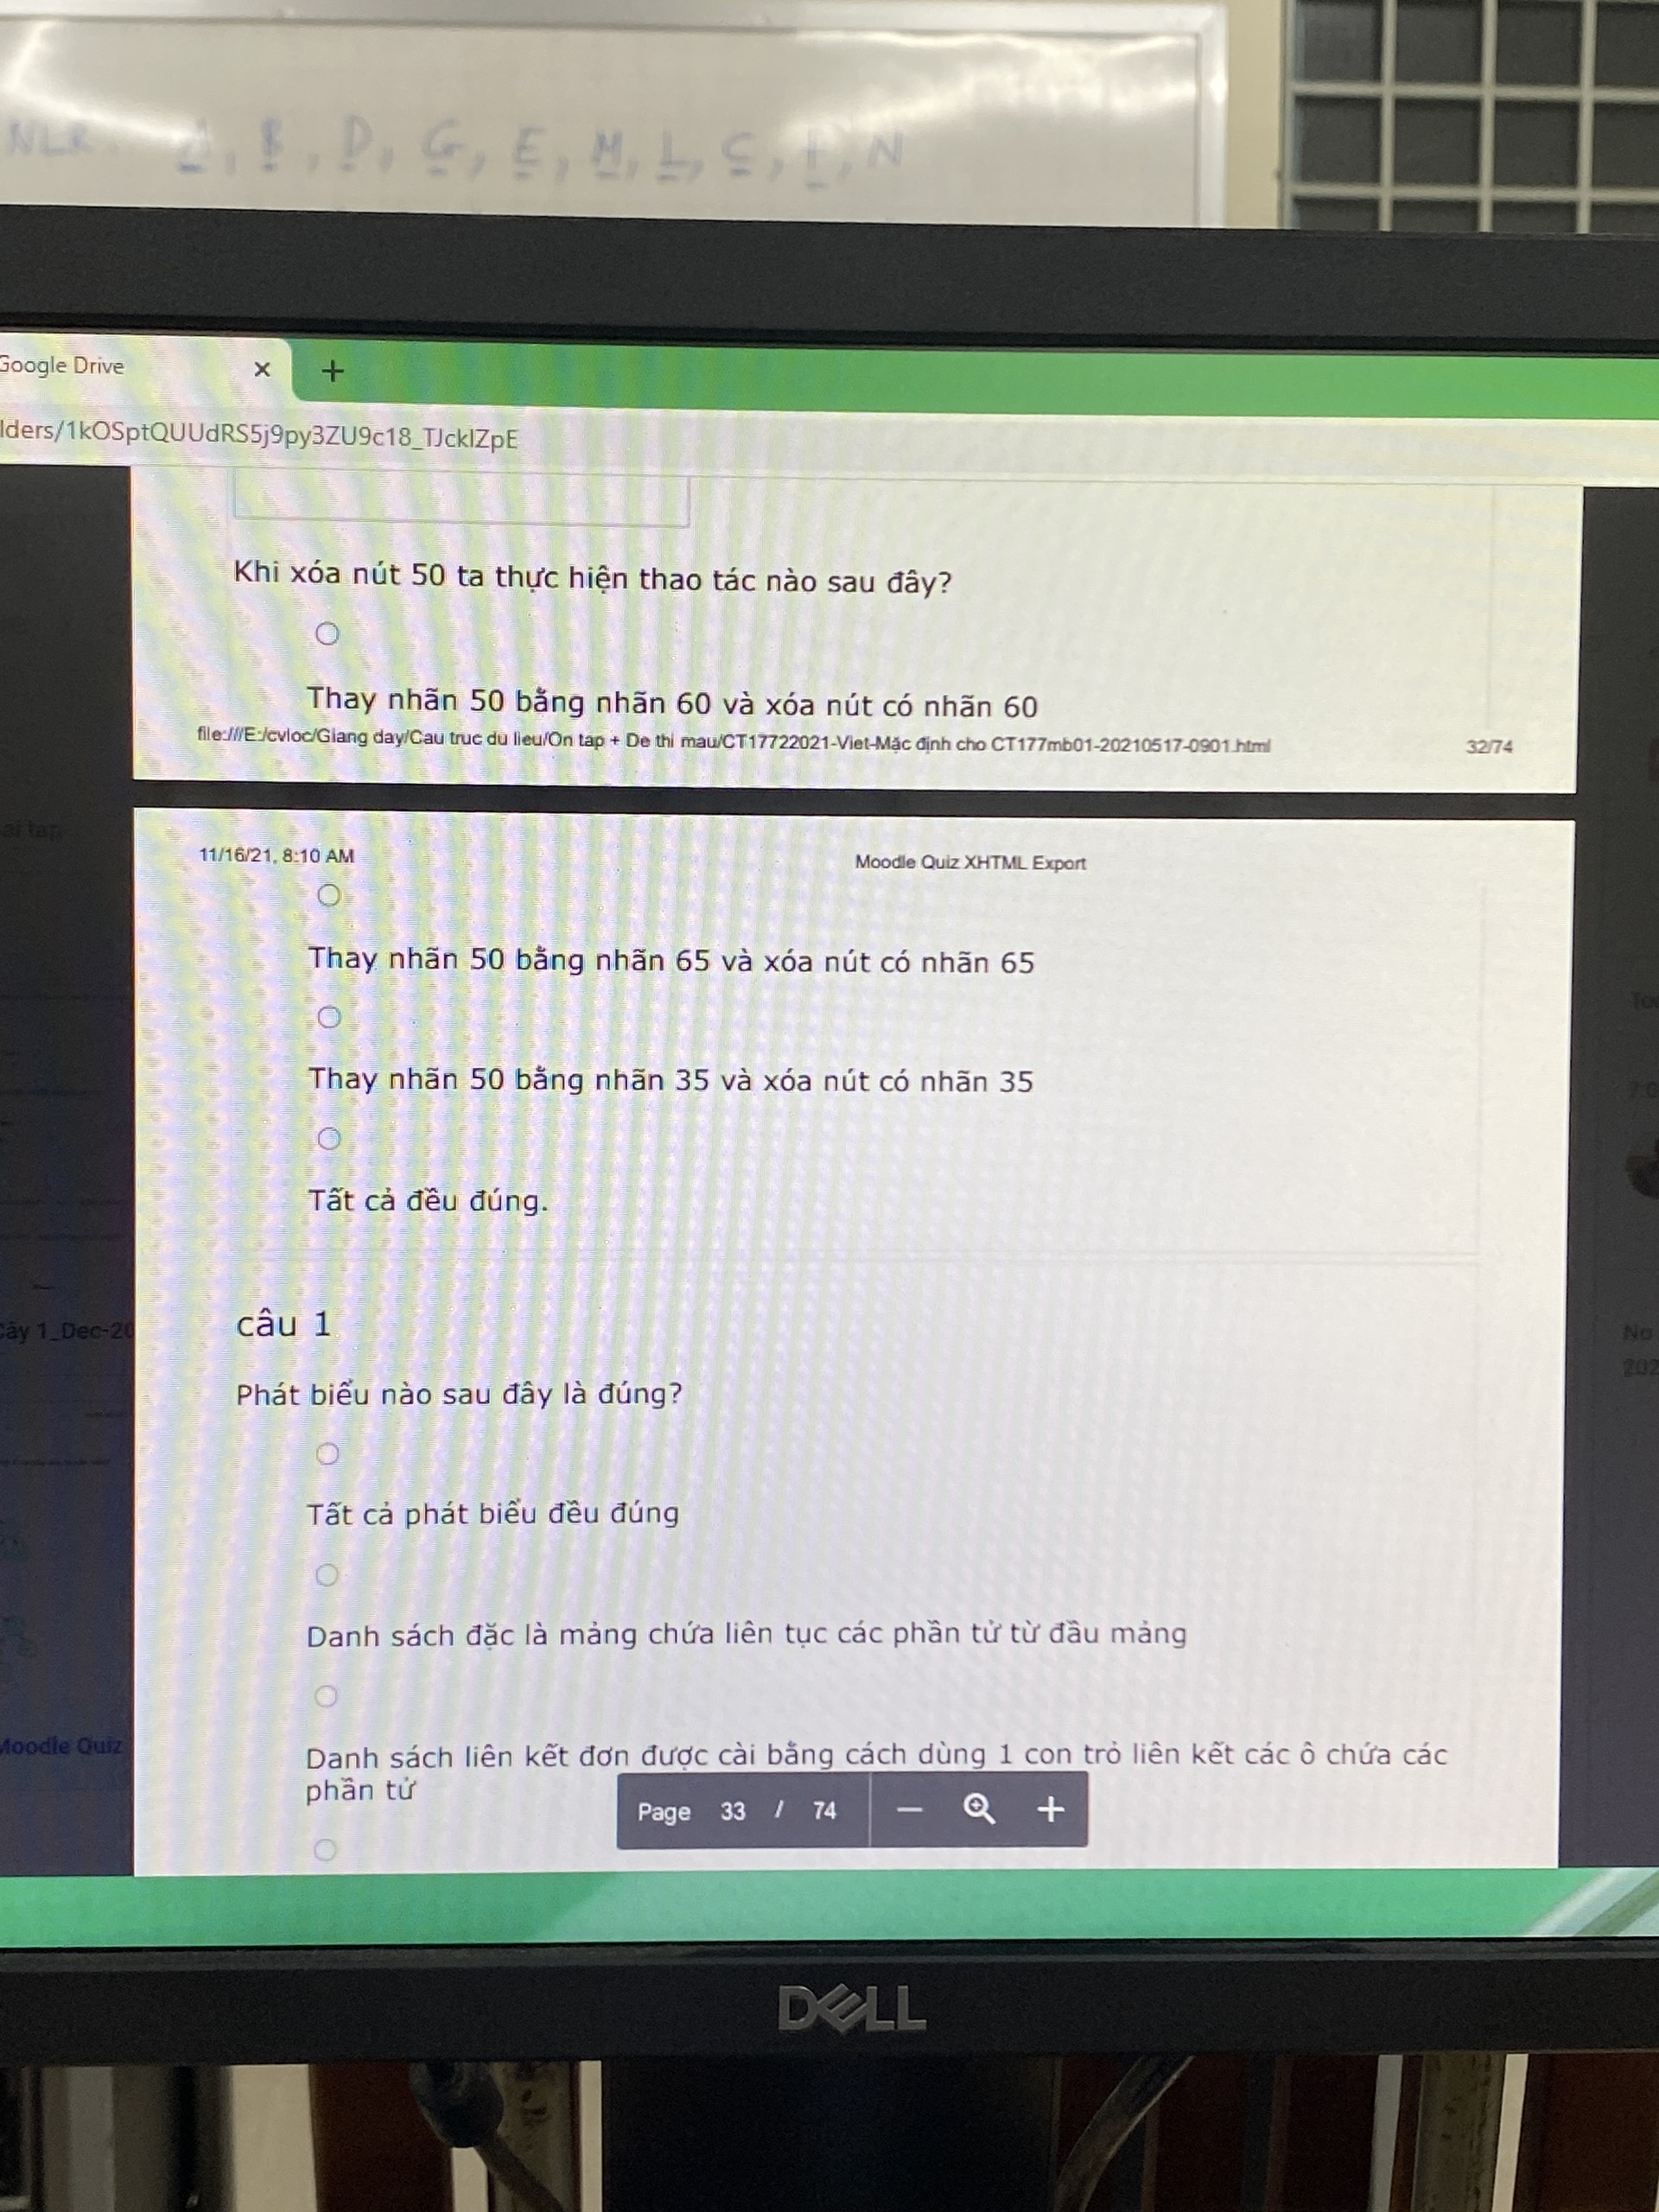 NLR A, B, D, G, E, M, L, C, I, N
Google Drive × +
lders/1kOSptQUUdRS5j9py3ZU9c18_TJcklZpE
Khi xóa nút 50 ta thực hiện thao tác nào sau đây?
Thay nhãn 50 bằng nhãn 60 và xóa nút có nhãn 60
file:///E:/cvloc/Giang day/Cau truc du lieu/On tap + De thi mau/CT17722021-Viet-Mặc định cho CT177mb01-20210517-0901.html 32/74
11/16/21, 8:10 AM Moodle Quiz XHTML Export
Thay nhãn 50 bằng nhãn 65 và xóa nút có nhãn 65
Thay nhãn 50 bằng nhãn 35 và xóa nút có nhãn 35
Tất cả đều đúng.
Cây 1_Dec-20
câu 1
Phát biểu nào sau đây là đúng?
Tất cả phát biểu đều đúng
Danh sách đặc là mảng chứa liên tục các phần tử từ đầu mảng
Moodle Quiz
Danh sách liên kết đơn được cài bằng cách dùng 1 con trỏ liên kết các ô chứa các
phần tử
Page 33 / 74 — +
DELL